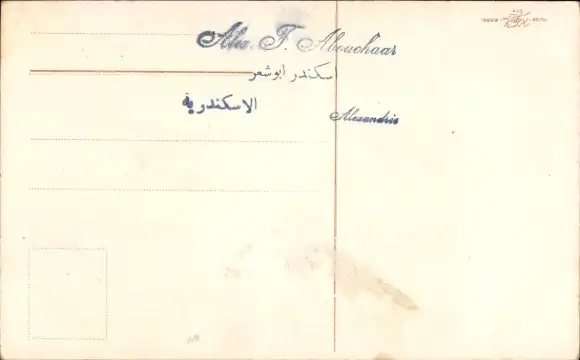 Alex. F. Abouchaar
اسكندر ابوشعر
الاسكندرية
Alexandrie